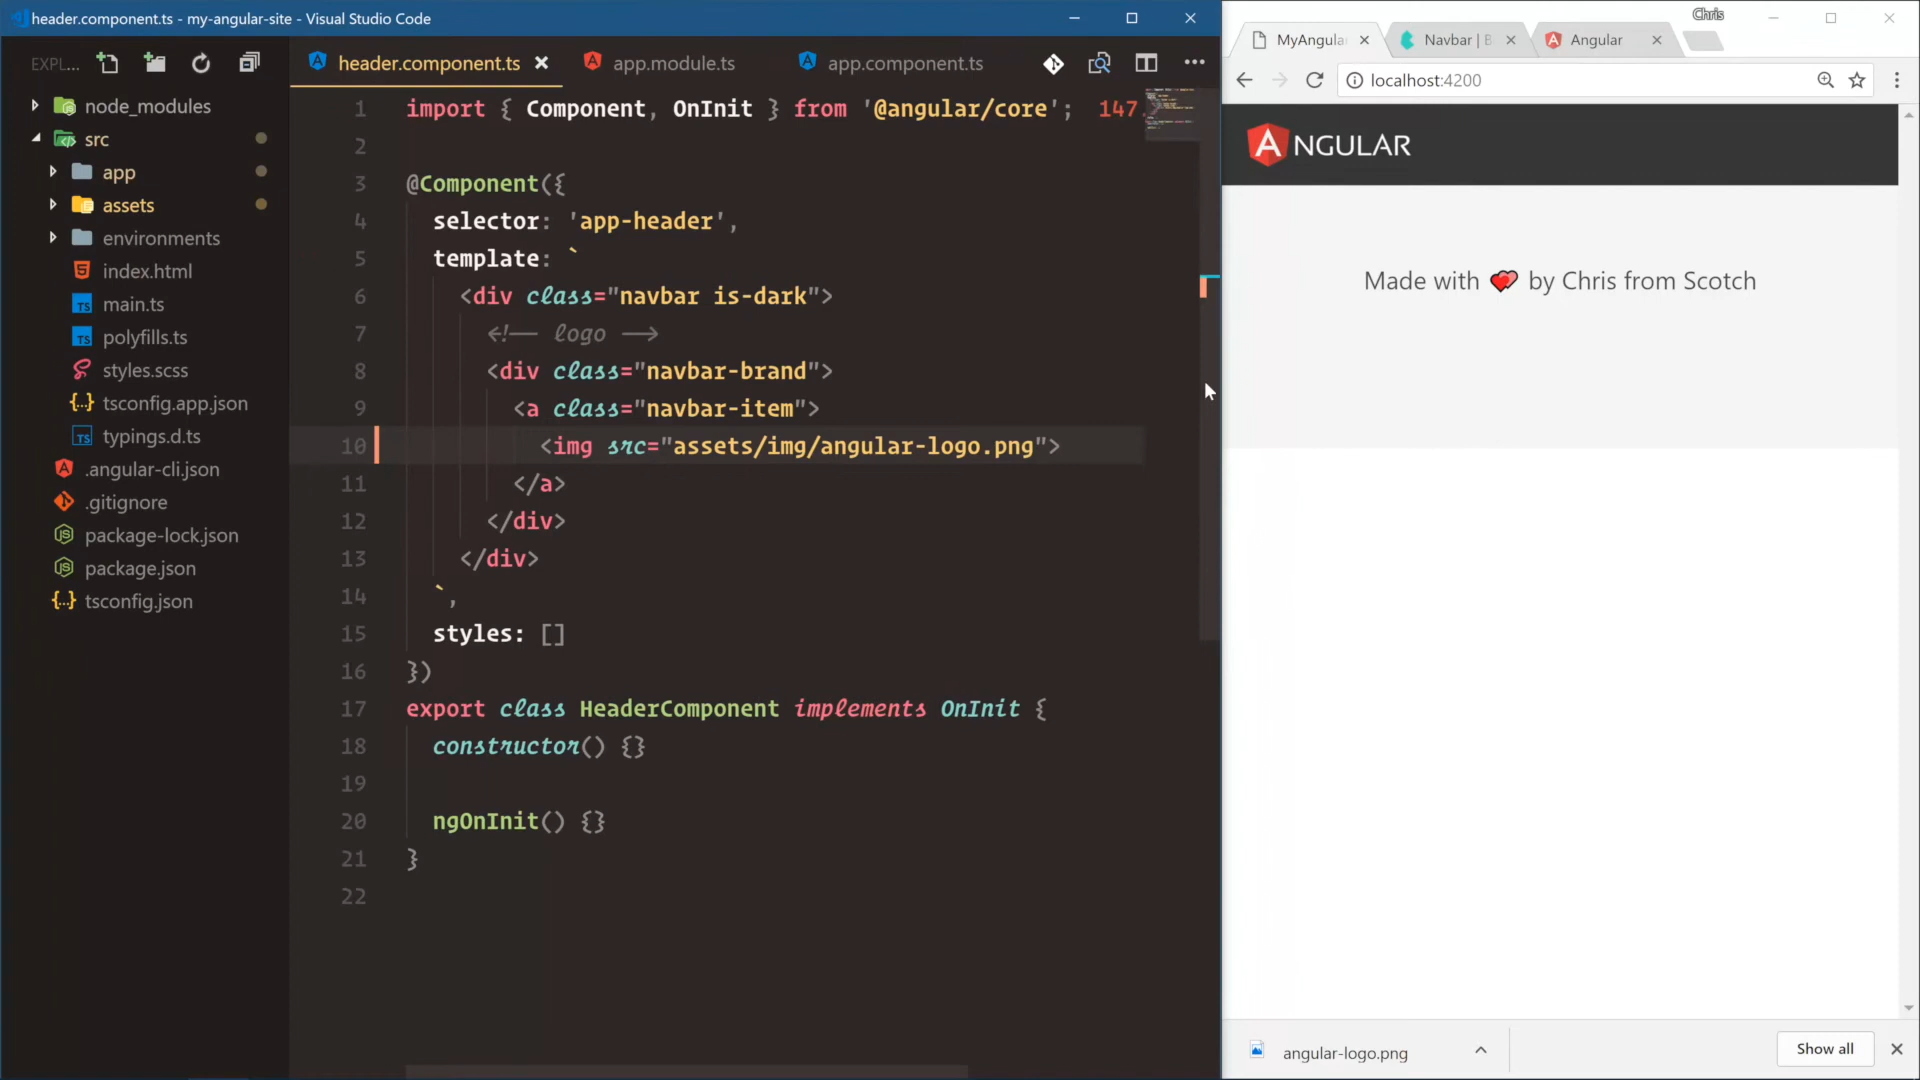 header.component.ts - my-angular-site - Visual Studio Code
EXPL...
header.component.ts
app.module.ts
app.component.ts
node_modules
src
app
assets
environments
index.html
main.ts
polyfills.ts
styles.scss
tsconfig.app.json
typings.d.ts
.angular-cli.json
.gitignore
package-lock.json
package.json
tsconfig.json
1 import { Component, OnInit } from '@angular/core'; 147.
2
3 @Component({
4 selector: 'app-header',
5 template: `
6 <div class="navbar is-dark">
7 <!-- logo -->
8 <div class="navbar-brand">
9 <a class="navbar-item">
10 <img src="assets/img/angular-logo.png">
11 </a>
12 </div>
13 </div>
14 `,
15 styles: []
16 })
17 export class HeaderComponent implements OnInit {
18 constructor() {}
19
20 ngOnInit() {}
21 }
22
Chris
MyAngula
Navbar | B
Angular
localhost:4200
ANGULAR
Made with ❤ by Chris from Scotch
angular-logo.png
Show all